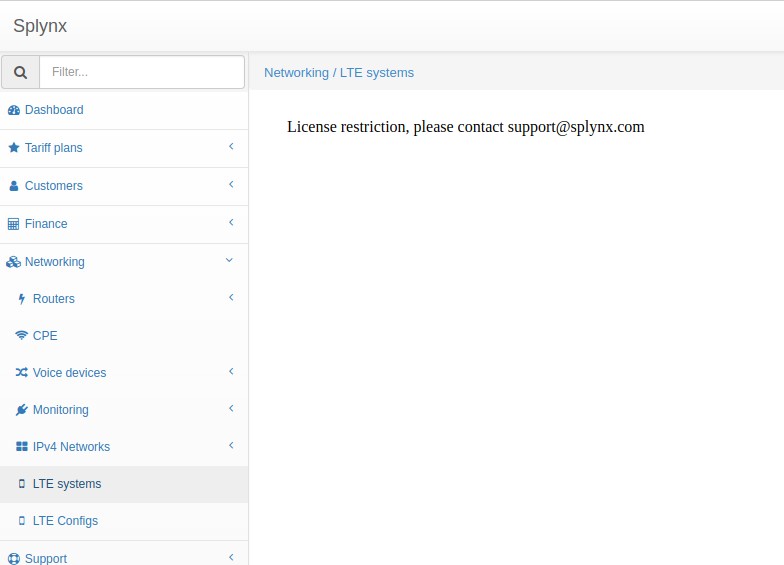 Splynx
Filter...
Networking / LTE systems
Dashboard
Tariff plans
Customers
Finance
Networking
Routers
CPE
Voice devices
Monitoring
IPv4 Networks
LTE systems
LTE Configs
Support
License restriction, please contact support@splynx.com